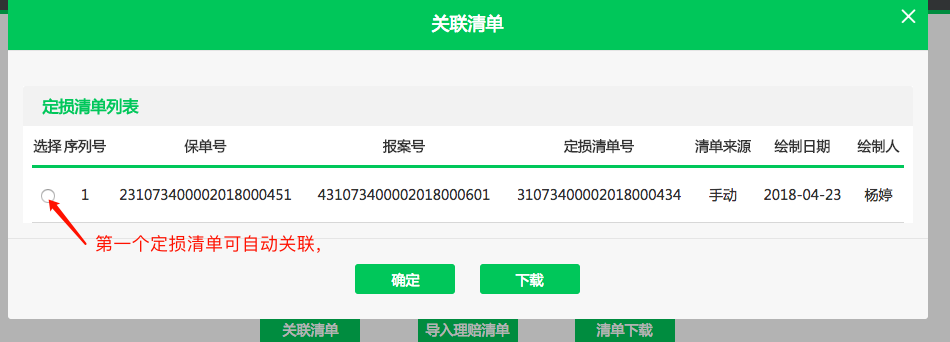 关联清单
定损清单列表
选择 序列号 保单号 报案号 定损清单号 清单来源 绘制日期 绘制人
1 231073400002018000451 431073400002018000601 31073400002018000434 手动 2018-04-23 杨婷
第一个定损清单可自动关联，
确定 下载
关联清单 导入理赔清单 清单下载